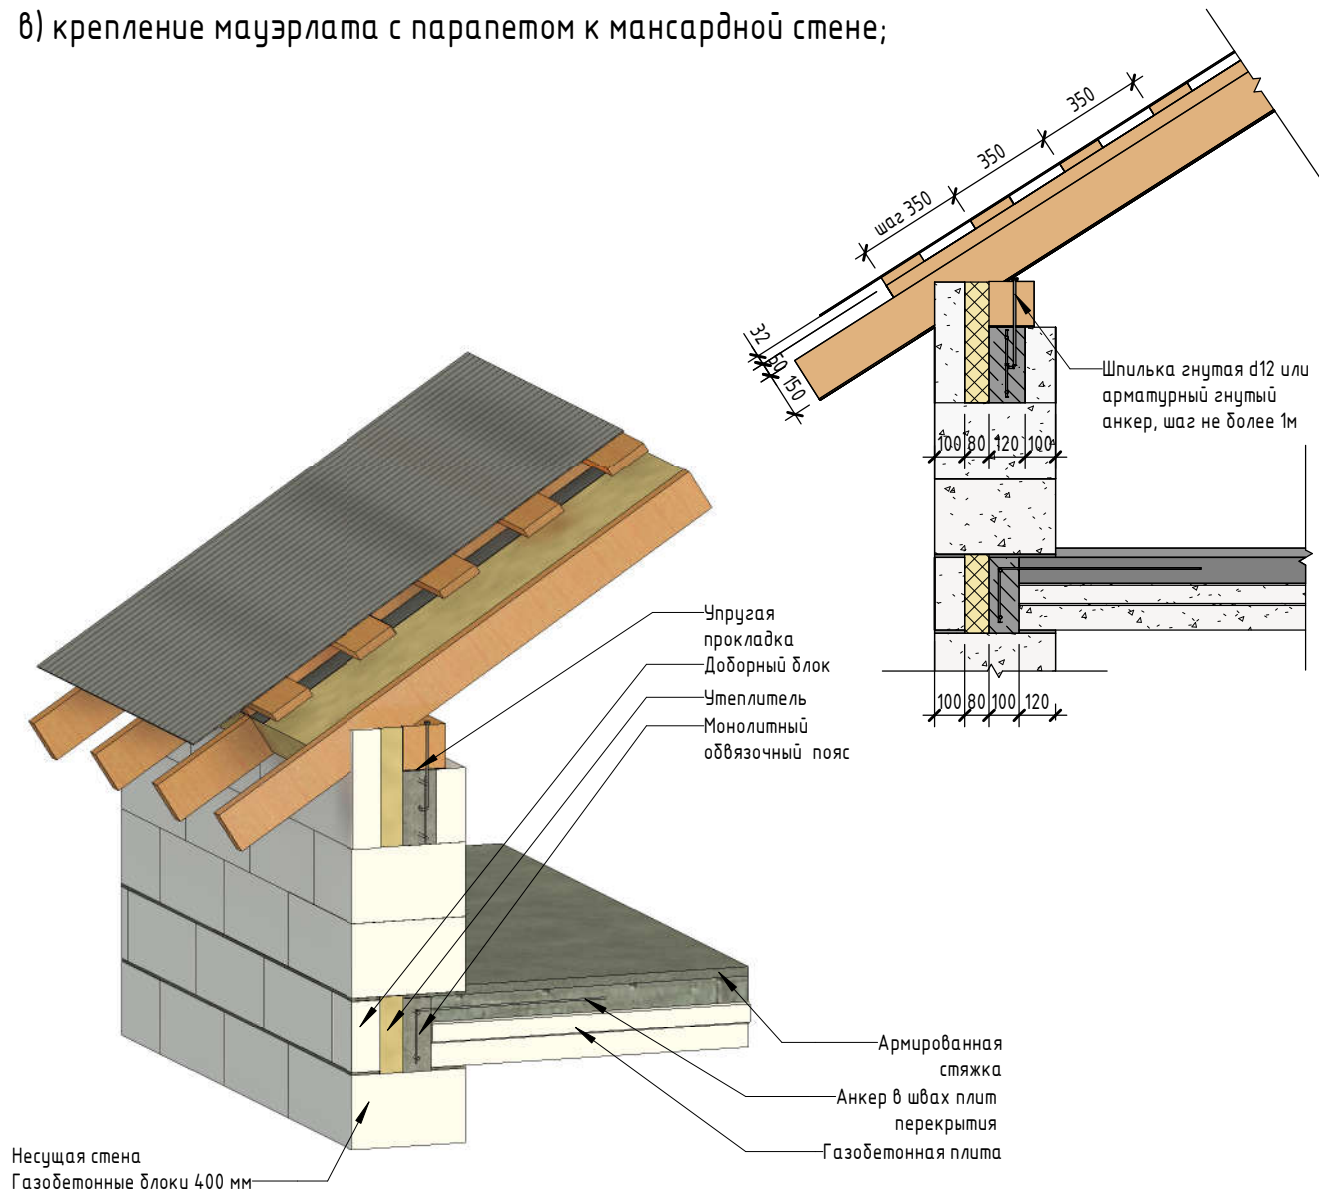 в) крепление мауэрлата с парапетом к мансардной стене;
350
350
шаг 350
32
50
150
Шпилька гнутая d12 или
арматурный гнутый
анкер, шаг не более 1м
100 80 120 100
Упругая
прокладка
Доборный блок
Утеплитель
Монолитный
обвязочный пояс
100 80 100 120
Армированная
стяжка
Анкер в швах плит
перекрытия
Газобетонная плита
Несущая стена
Газобетонные блоки 400 мм